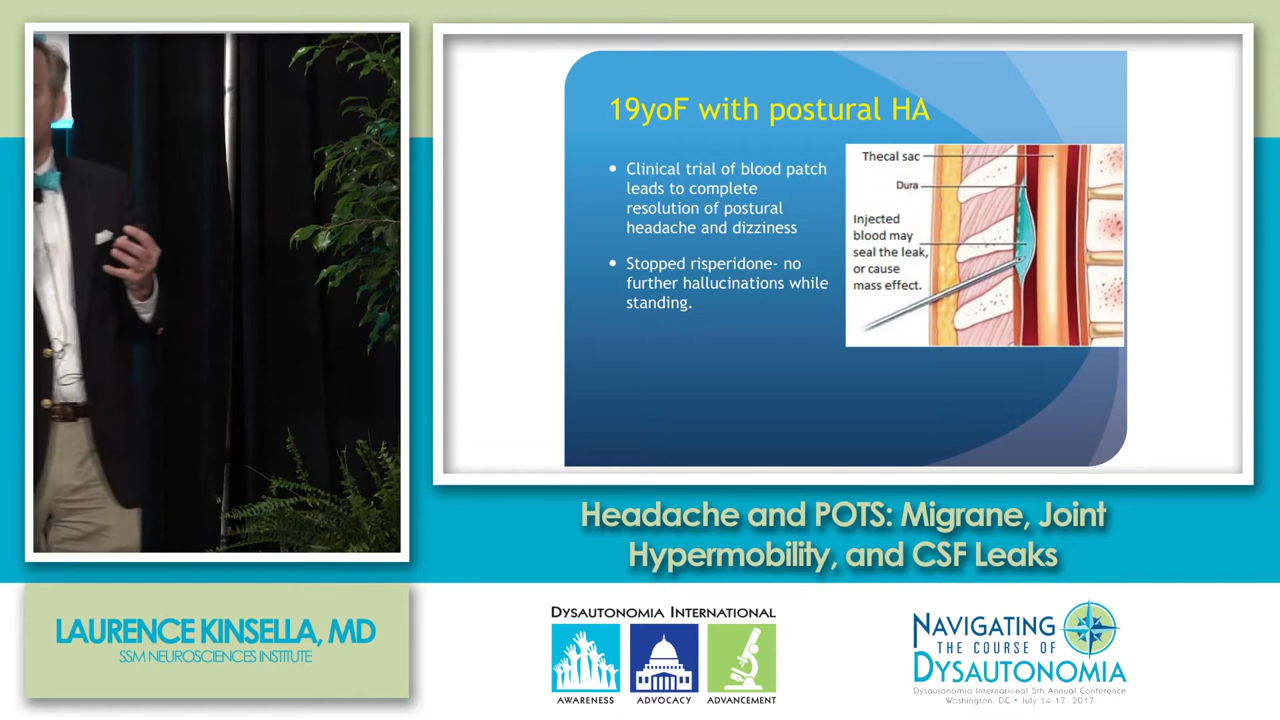 19yoF with postural HA
• Clinical trial of blood patch
leads to complete
resolution of postural
headache and dizziness
• Stopped risperidone- no
further hallucinations while
standing.
Thecal sac
Dura
Injected
blood may
seal the leak,
or cause
mass effect.
Headache and POTS: Migrane, Joint
Hypermobility, and CSF Leaks
LAURENCE KINSELLA, MD
SSM NEUROSCIENCES INSTITUTE
DYSAUTONOMIA INTERNATIONAL
AWARENESS
ADVOCACY
ADVANCEMENT
NAVIGATING
THE COURSE OF
DYSAUTONOMIA
Dysautonomia International 5th Annual Conference
Washington, DC • July 14-17, 2017